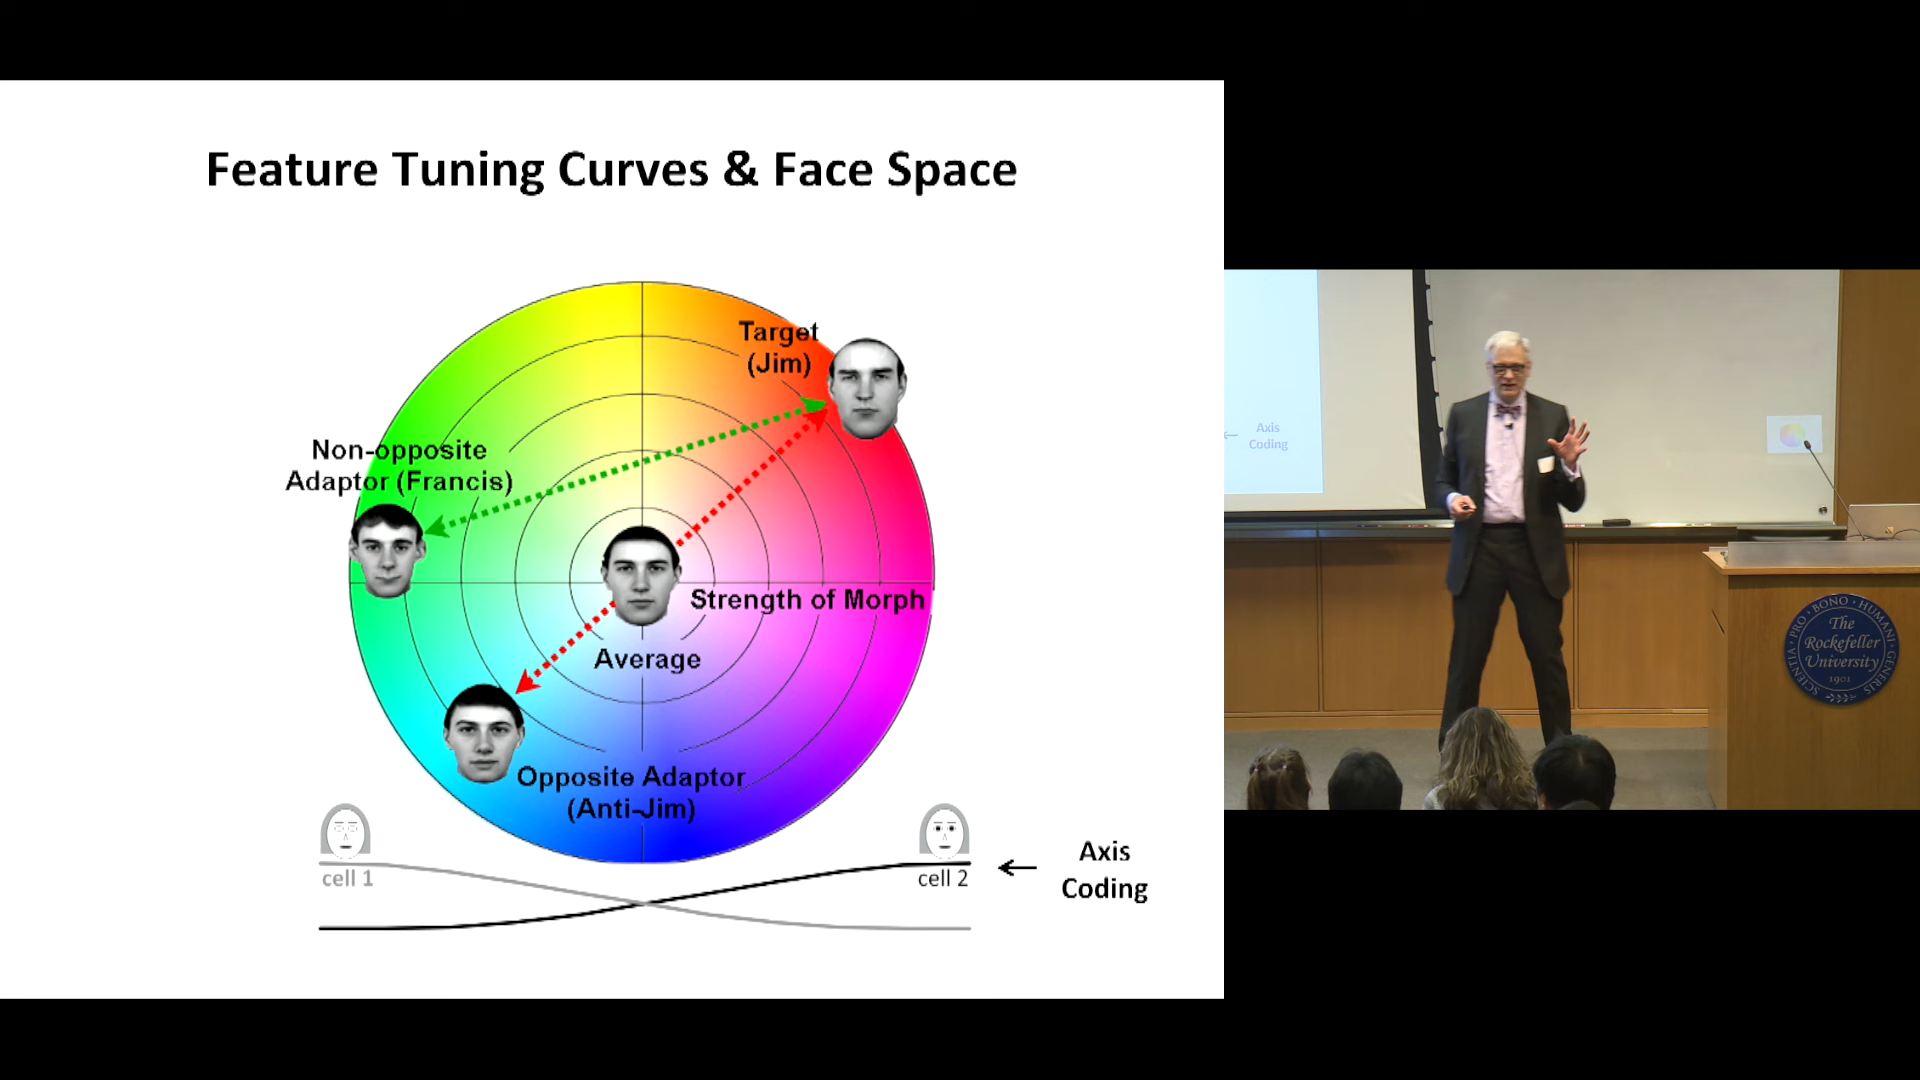 Feature Tuning Curves & Face Space
Target
(Jim)
Non-opposite
Adaptor (Francis)
Strength of Morph
Average
Opposite Adaptor
(Anti-Jim)
cell 1
cell 2
Axis
Coding
Axis
Coding
PRO · BONO · HUMANI GENERIS
SCIENTIA
The
Rockefeller
University
1901